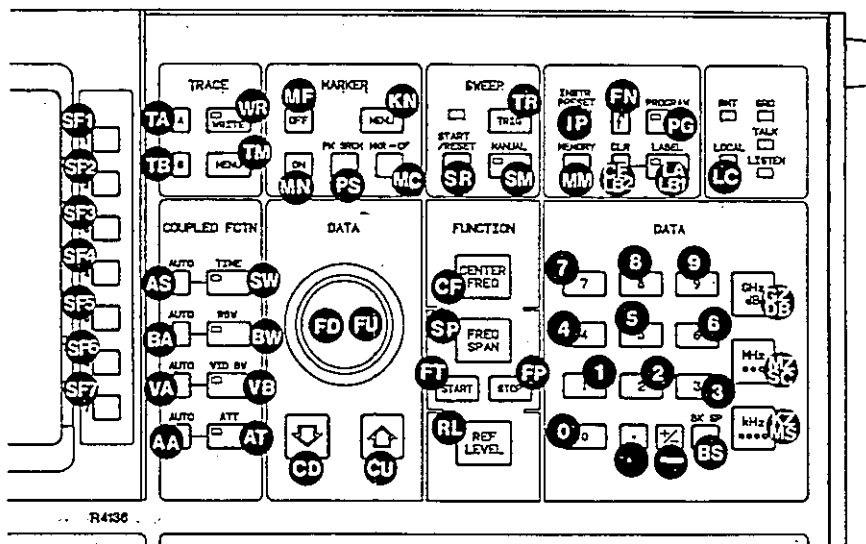 TRACE
MARKER
SWEEP
INSTR PRESET
FN
PROGRAM
RMT
SRQ
TALK
LISTEN
LOCAL
LC
SF1
SF2
SF3
SF4
SF5
SF6
SF7
TA
A
WR
WRITE
TB
B
MENU
TM
MF
OFF
KN
MENU
ON
MN
PK SRCH
PS
MKR→CF
MC
START /RESET
SR
TR
TRIG
MANUAL
SM
IP
PG
MEMORY
MM
CLR
LB2
LABEL
LA
LB1
COUPLED FCTN
AUTO
TIME
AS
SW
AUTO
RBW
BA
BW
AUTO
VID BW
VA
VB
AUTO
ATT
AA
AT
DATA
FD
FU
CD
CU
FUNCTION
CF
CENTER FREQ
SP
FREQ SPAN
FT
START
FP
STOP
RL
REF LEVEL
DATA
7
7
8
8
9
9
GHz
GZ
DB
4
4
5
5
6
6
MHz
MZ
SC
1
1
2
2
3
3
kHz
KZ
MS
0
0
.
+/-
-
BK SP
BS
R4136